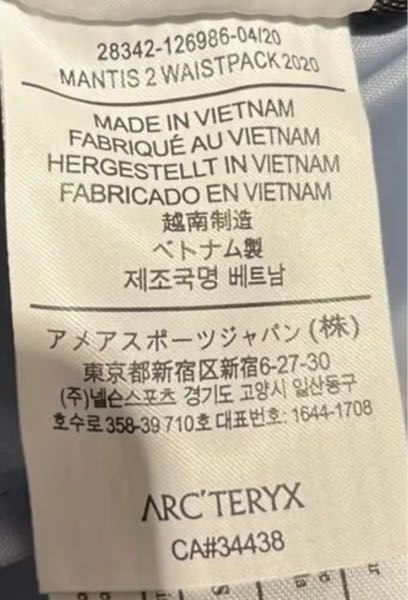 28342-126986-04/20
MANTIS 2 WAISTPACK 2020
MADE IN VIETNAM
FABRIQUÉ AU VIETNAM
HERGESTELLT IN VIETNAM
FABRICADO EN VIETNAM
越南制造
ベトナム製
제조국명 베트남
アメアスポーツジャパン (株)
東京都新宿区新宿6-27-30
(주)넬슨스포츠 경기도 고양시 일산동구
호수로 358-39 710호 대표번호: 1644-1708
ARC'TERYX
CA#34438